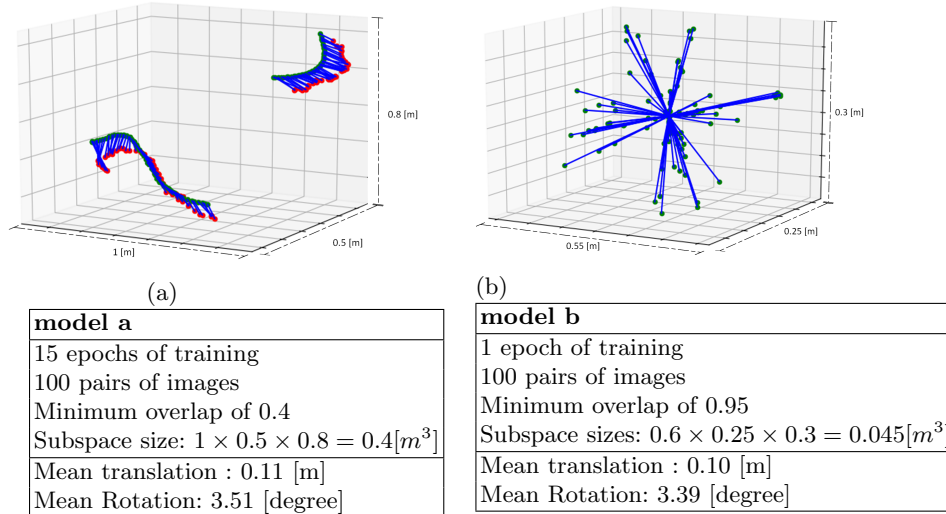 0.8 [m]
0.5 [m]
1 [m]
0.3 [m]
0.25 [m]
0.55 [m]
(a)
(b)
model a
15 epochs of training
100 pairs of images
Minimum overlap of 0.4
Subspace size: 1 × 0.5 × 0.8 = 0.4[m³]
Mean translation : 0.11 [m]
Mean Rotation: 3.51 [degree]
model b
1 epoch of training
100 pairs of images
Minimum overlap of 0.95
Subspace sizes: 0.6 × 0.25 × 0.3 = 0.045[m³]
Mean translation : 0.10 [m]
Mean Rotation: 3.39 [degree]